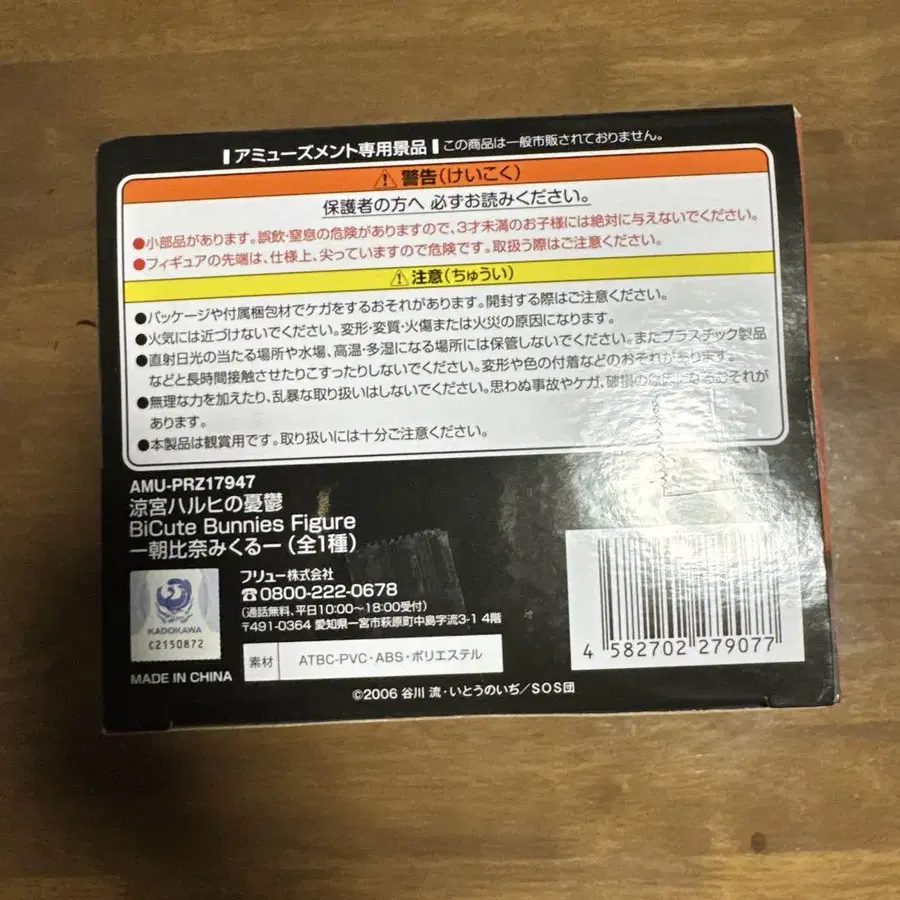 アミューズメント専用景品 この商品は一般市販されておりません。
⚠警告(けいこく)
保護者の方へ 必ずお読みください。
●小部品があります。誤飲・窒息の危険がありますので、3才未満のお子様には絶対に与えないでください。
●フィギュアの先端は、仕様上、尖っていますので危険です。取扱う際はご注意ください。
⚠注意(ちゅうい)
●パッケージや付属梱包材でケガをするおそれがあります。開封する際はご注意ください。
●火気には近づけないでください。変形・変質・火傷または火災の原因になります。
●直射日光の当たる場所や水場、高温・多湿になる場所には保管しないでください。またプラスチック製品
などと長時間接触させたりこすったりしないでください。変形や色の付着などのおそれがあります。
●無理な力を加えたり、乱暴な取り扱いはしないでください。思わぬ事故やケガ、破損の原因になるおそれが
あります。
●本製品は観賞用です。取り扱いには十分ご注意ください。
AMU-PRZ17947
涼宮ハルヒの憂鬱
BiCute Bunnies Figure
ー朝比奈みくるー(全1種)
フリュー株式会社
☎0800-222-0678
(通話無料、平日10:00~18:00受付)
〒491-0364 愛知県一宮市萩原町中島字流3-1 4階
KADOKAWA
C2150872
素材 ATBC-PVC・ABS・ポリエステル
MADE IN CHINA
©2006 谷川 流・いとうのいぢ/SOS団
4 582702 279077